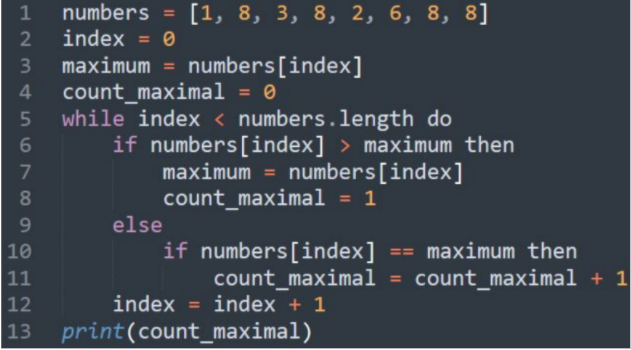 1 numbers = [1, 8, 3, 8, 2, 6, 8, 8]
2 index = 0
3 maximum = numbers[index]
4 count_maximal = 0
5 while index < numbers.length do
6     if numbers[index] > maximum then
7         maximum = numbers[index]
8         count_maximal = 1
9     else
10         if numbers[index] == maximum then
11             count_maximal = count_maximal + 1
12     index = index + 1
13 print(count_maximal)